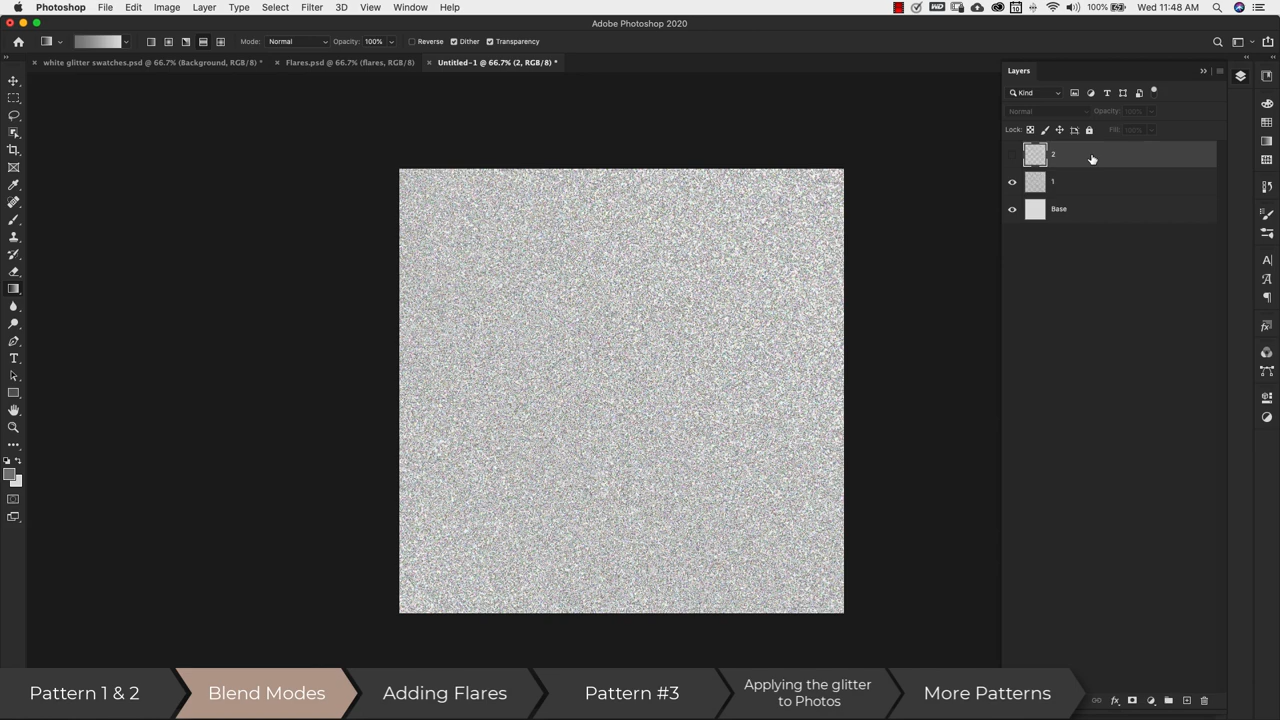 Photoshop File Edit Image Layer Type Select Filter 3D View Window Help 100% Wed 11:48 AM
Adobe Photoshop 2020
Mode: Normal Opacity: 100% Reverse Dither Transparency
white glitter swatches.psd @ 66.7% (Background, RGB/8) * Flares.psd @ 66.7% (flares, RGB/8) Untitled-1 @ 66.7% (2, RGB/8) *
Layers
Kind
Normal Opacity: 100%
Lock: Fill: 100%
2
1
Base
Pattern 1 & 2 Blend Modes Adding Flares Pattern #3 Applying the glitter to Photos More Patterns